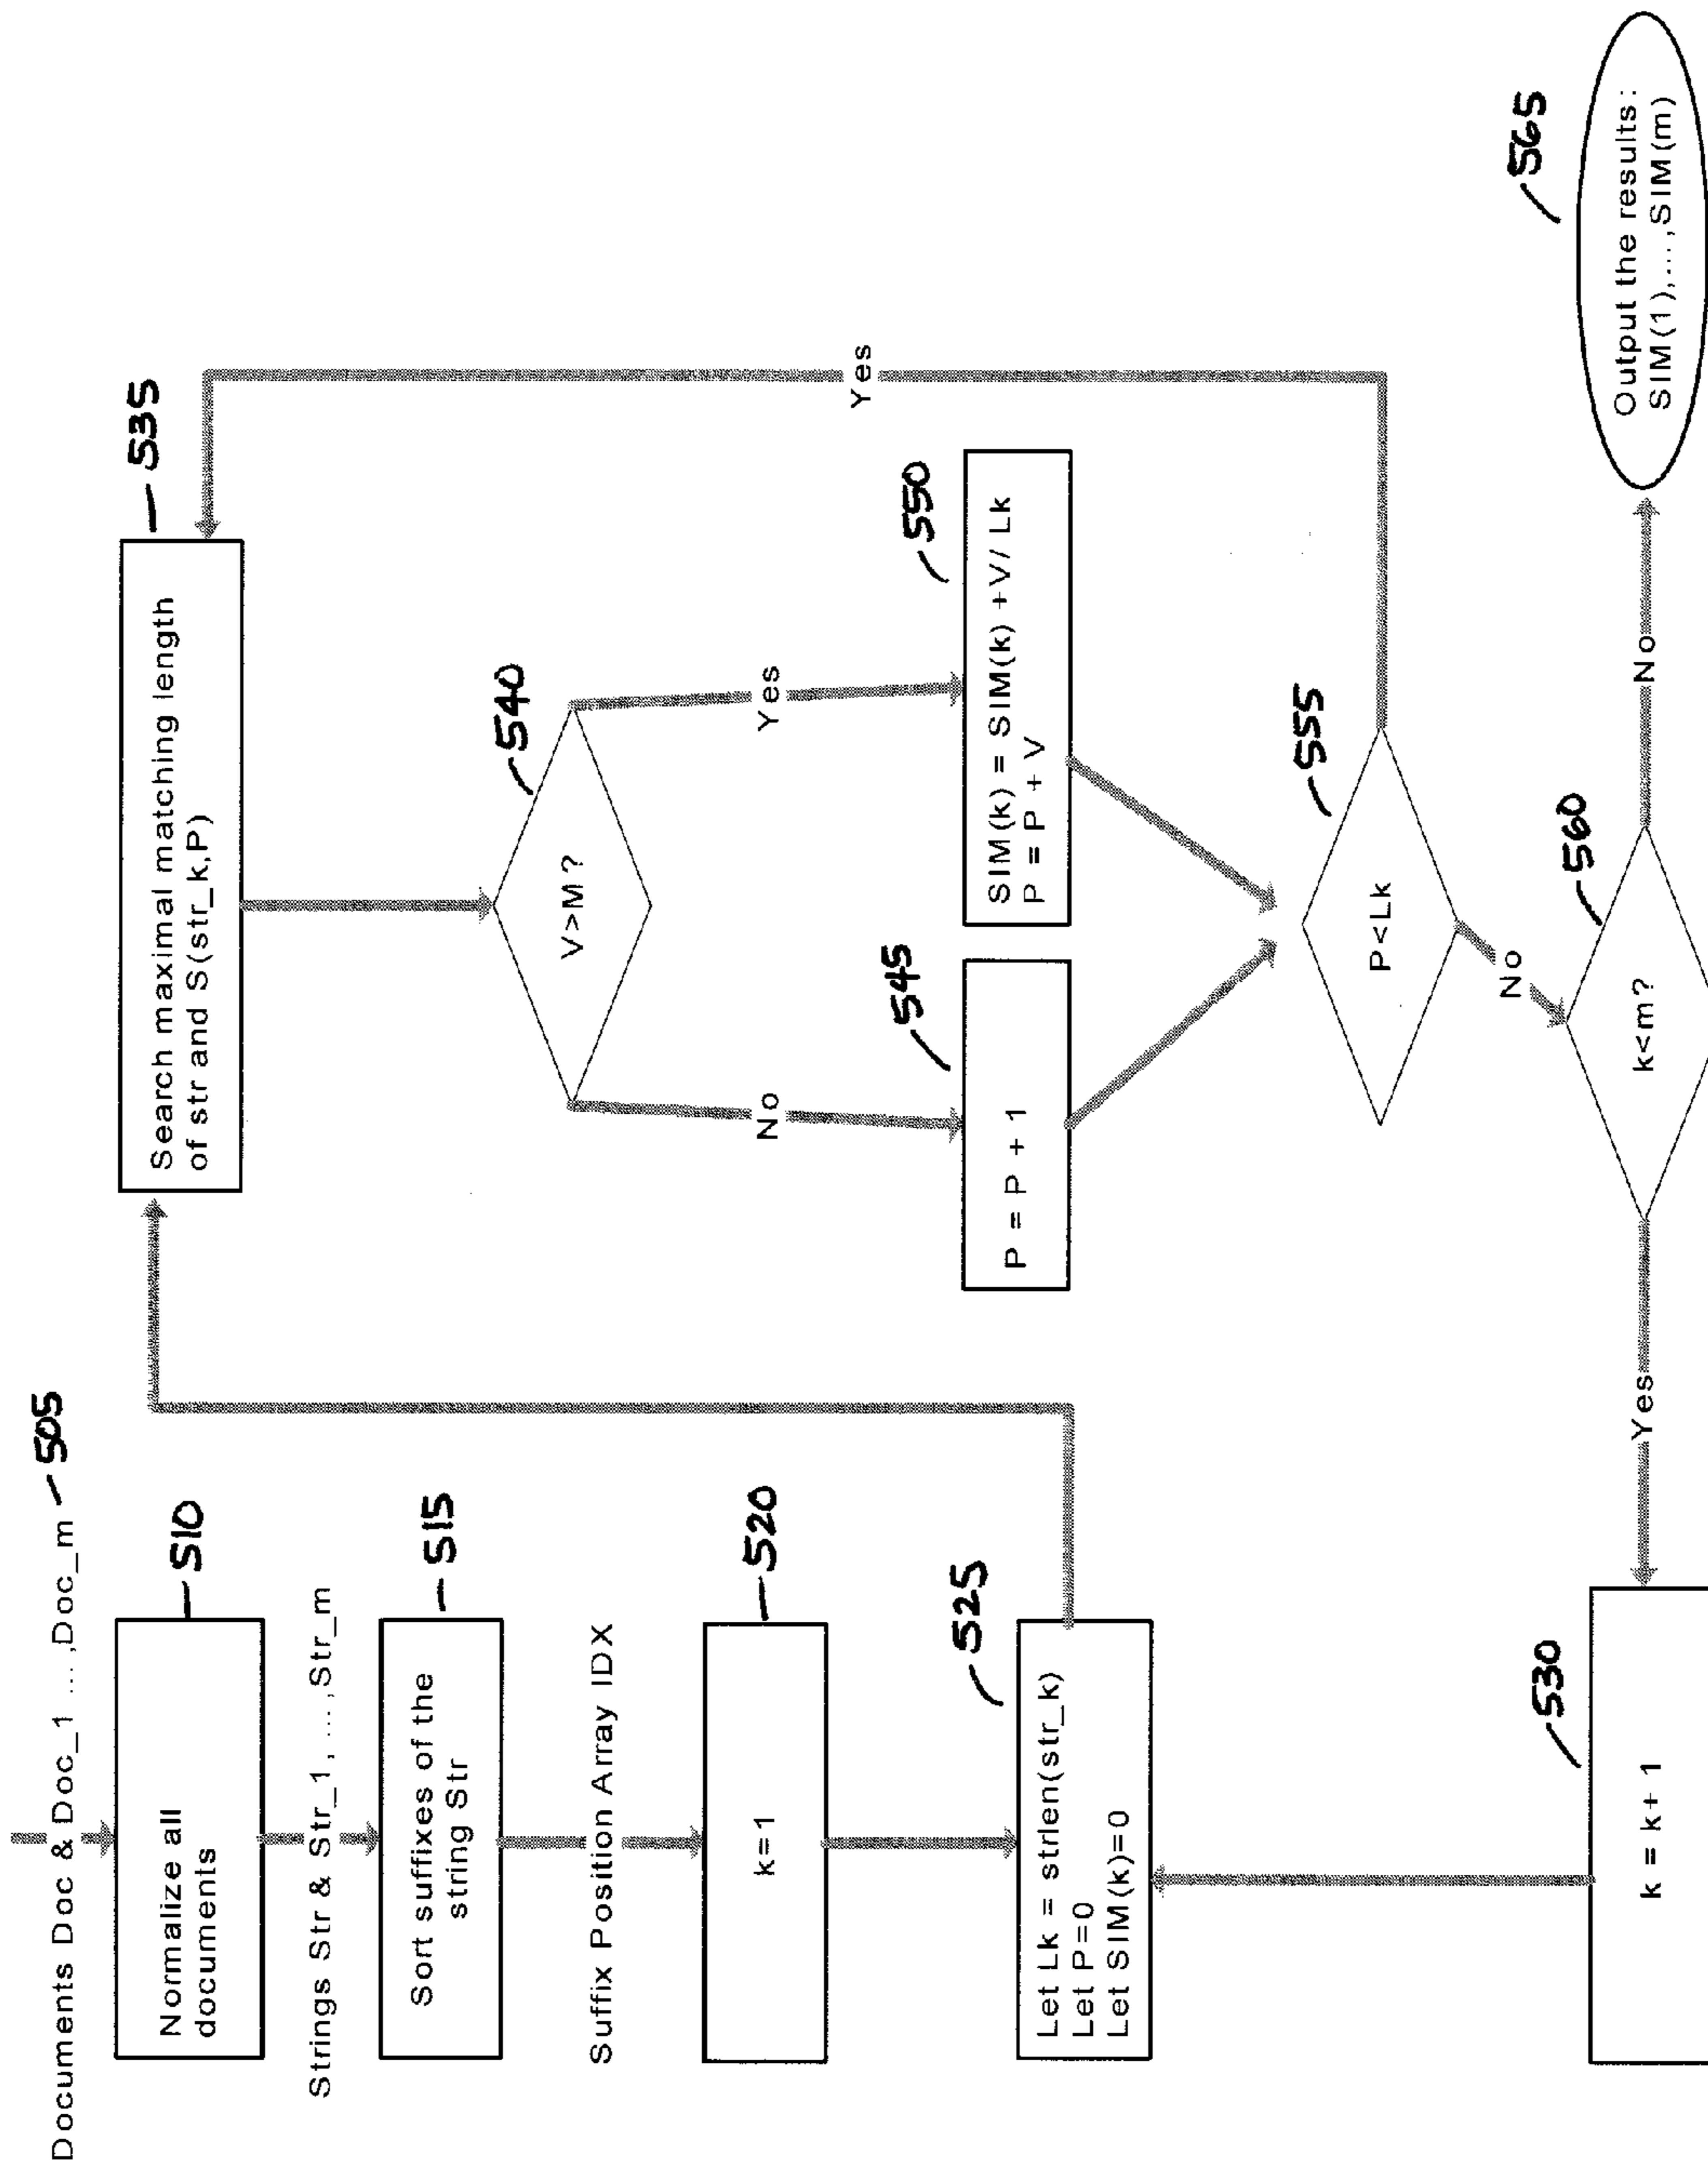 Documents Doc & Doc_1 ...,Doc_m
505
Normalize all
documents
510
Strings Str & Str_1, ...,Str_m
Sort suffixes of the
string Str
515
Suffix Position Array IDX
k=1
520
Let Lk = strlen(str_k)
Let P=0
Let SIM(k)=0
525
k = k+ 1
530
Search maximal matching length
of str and S(str_k,P)
535
V>M?
540
No
Yes
P = P + 1
545
SIM(k) = SIM(k) +V/ Lk
P = P + V
550
P<Lk
555
Yes
No
k<m?
560
Yes
No
Output the results:
SIM(1),...,SIM(m)
565